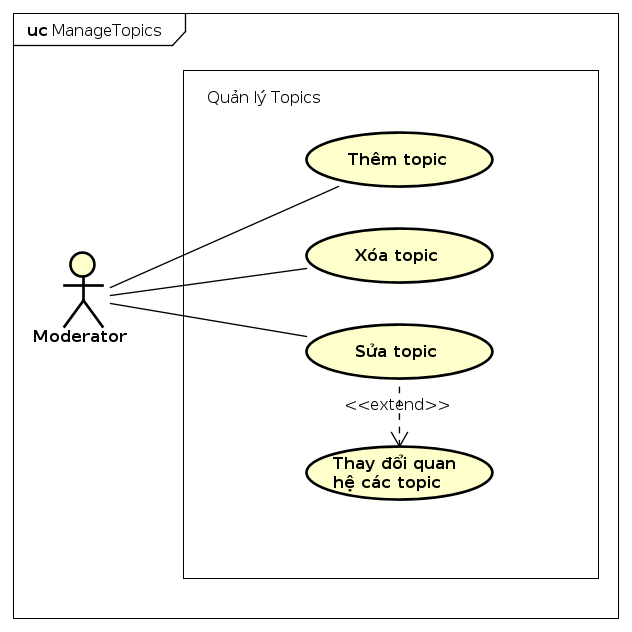 uc ManageTopics
Quản lý Topics
Thêm topic
Xóa topic
Moderator
Sửa topic
<<extend>>
Thay đổi quan
hệ các topic